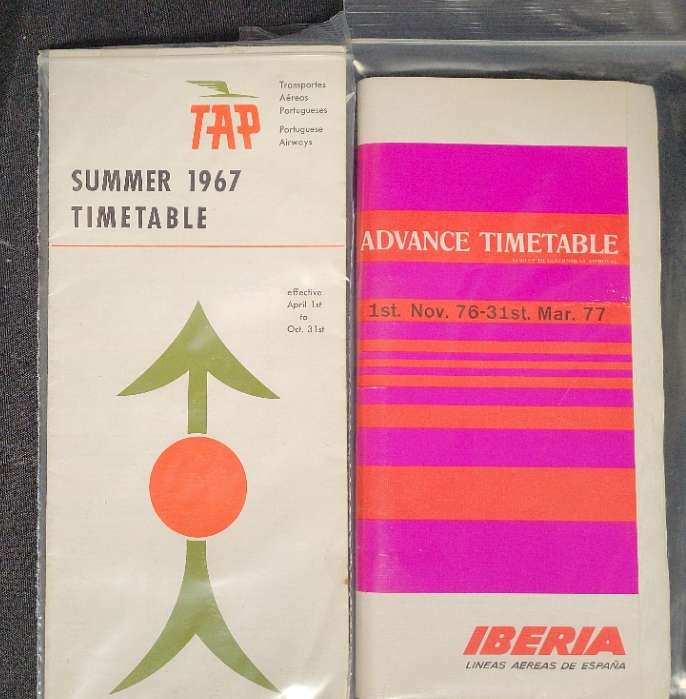 TAP
Transportes
Aéreos
Portugueses
Portuguese
Airways
SUMMER 1967
TIMETABLE
effective
April 1st
to
Oct. 31st
ADVANCE TIMETABLE
1st. Nov. 76-31st. Mar. 77
IBERIA
LINEAS AEREAS DE ESPAÑA